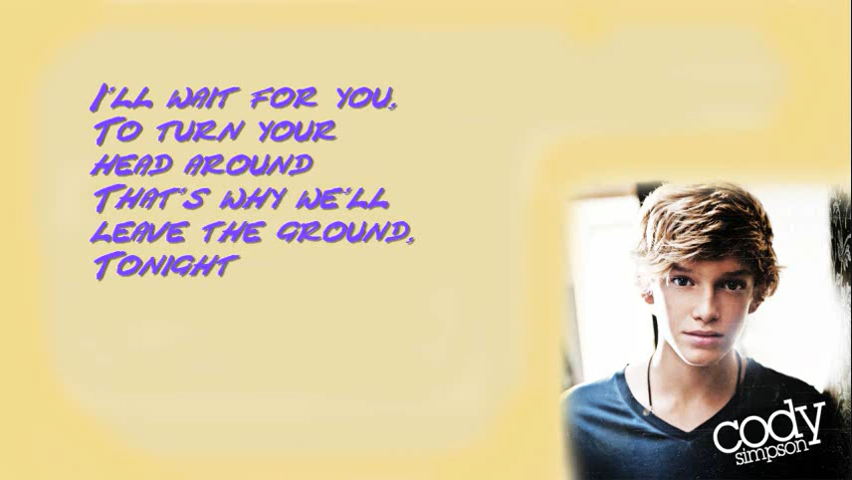 I'll wait for you,
To turn your
head around
That's why we'll
leave the ground,
Tonight
cody
simpson